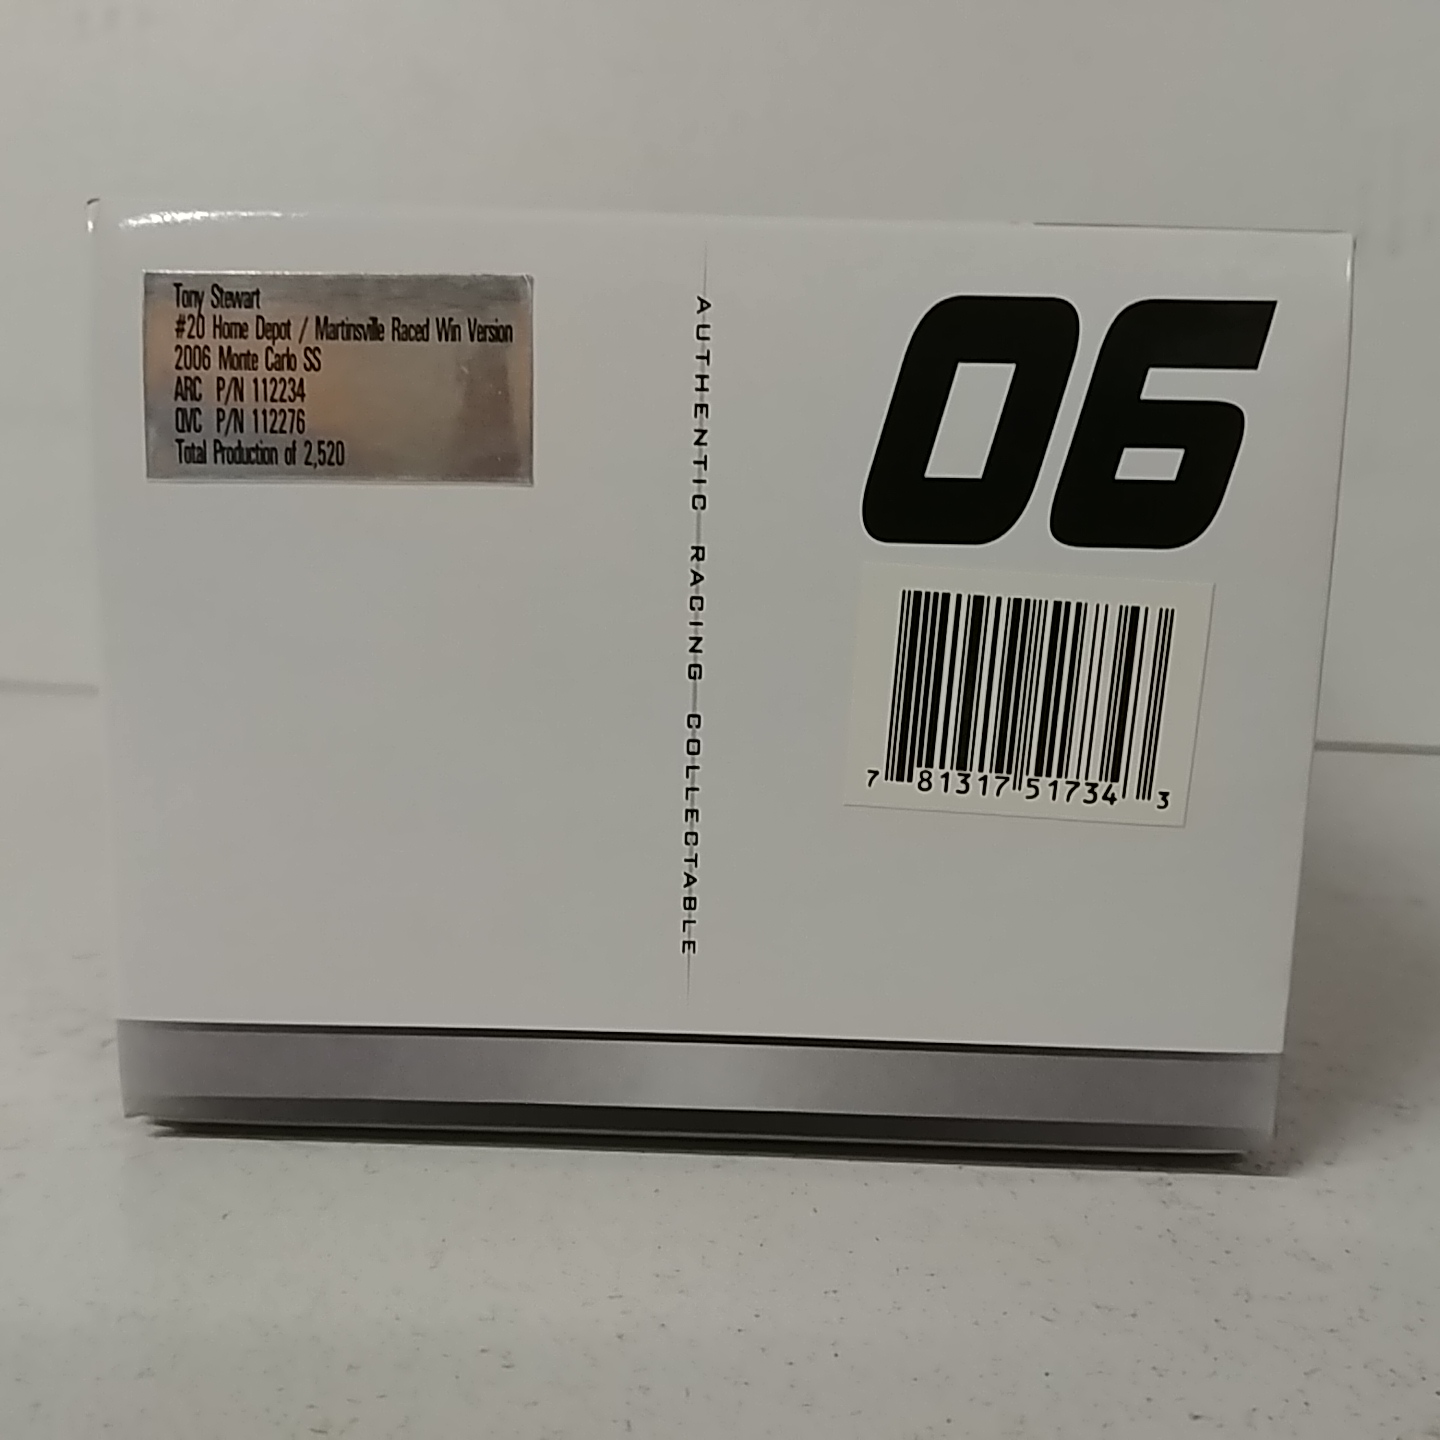 Tony Stewart
#20 Home Depot / Martinsville Raced Win Version
2006 Monte Carlo SS
ARC P/N 112234
QVC P/N 112276
Total Production of 2,520
AUTHENTIC RACING COLLECTABLE
06
7 81317 51734 3